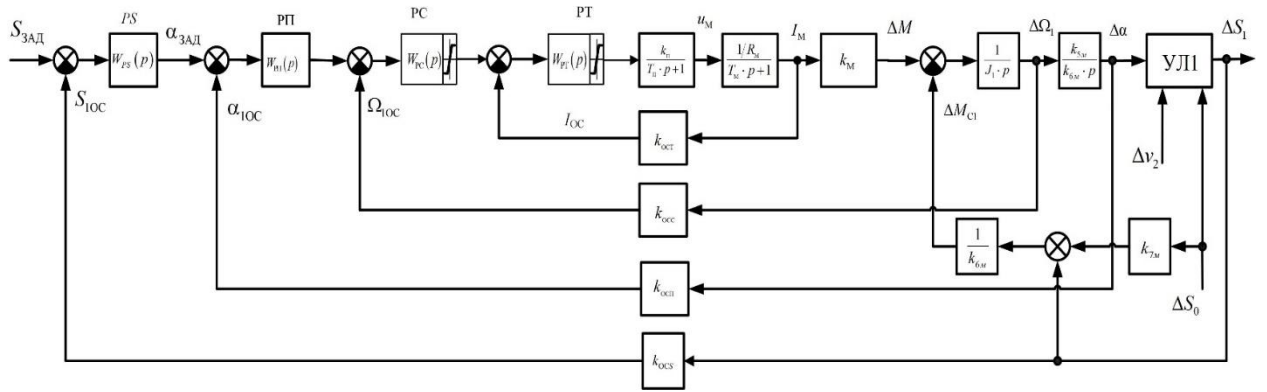 S_ЗАД
PS
W_PS(p)
α_ЗАД
РП
W_РП(p)
РС
W_РС(p)
РТ
W_РТ(p)
u_М
k_п
T_п · p+1
I_М
1/R_М
T_М · p+1
k_М
ΔM
1
J_1 · p
ΔΩ_1
k_5м
k_6м · p
Δα
УЛ1
ΔS_1
S_1ОС
α_1ОС
Ω_1ОС
I_ОС
k_ост
ΔM_С1
Δv_2
k_осс
1
k_6м
k_7м
k_осп
ΔS_0
k_осs